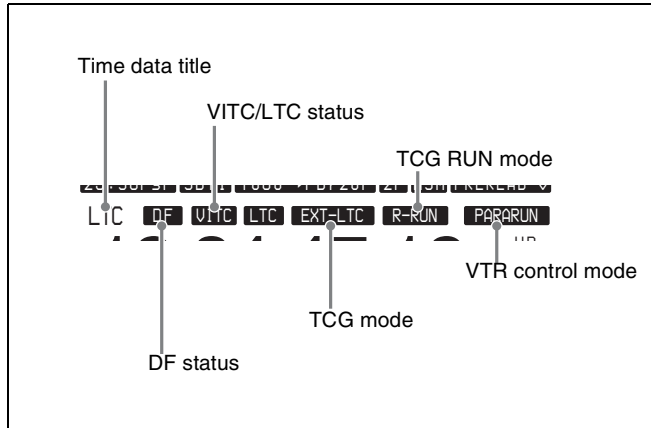 Time data title
VITC/LTC status
TCG RUN mode
LTC DF VITC LTC EXT-LTC R-RUN PARARUN
VTR control mode
TCG mode
DF status